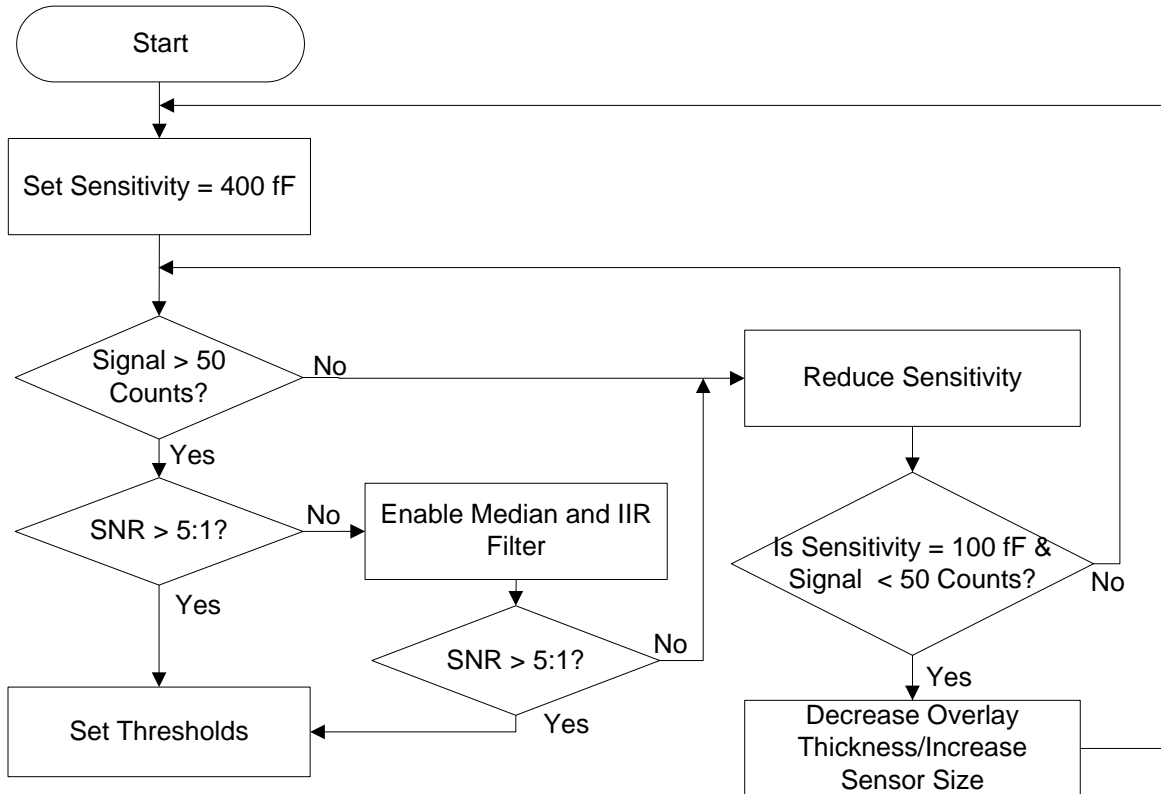 Start
Set Sensitivity = 400 fF
Signal > 50
Counts?
No
Reduce Sensitivity
Yes
SNR > 5:1?
No
Enable Median and IIR
Filter
Is Sensitivity = 100 fF &
Signal < 50 Counts?
No
Yes
SNR > 5:1?
No
Yes
Yes
Set Thresholds
Decrease Overlay
Thickness/Increase
Sensor Size